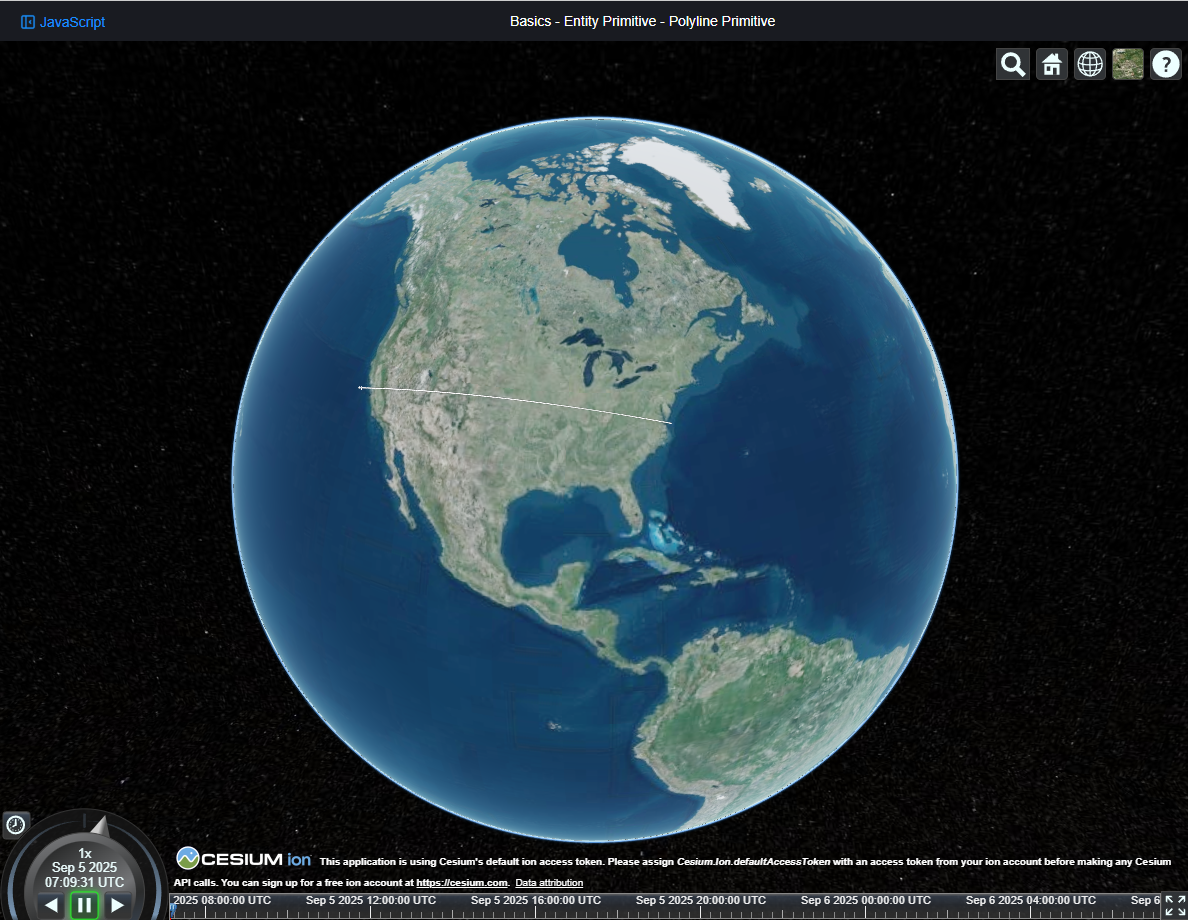 JavaScript
Basics - Entity Primitive - Polyline Primitive
?
1x
Sep 5 2025
07:09:31 UTC
CESIUM ion This application is using Cesium's default ion access token. Please assign Cesium.Ion.defaultAccessToken with an access token from your ion account before making any Cesium
API calls. You can sign up for a free ion account at https://cesium.com. Data attribution
2025 08:00:00 UTC Sep 5 2025 12:00:00 UTC Sep 5 2025 16:00:00 UTC Sep 5 2025 20:00:00 UTC Sep 6 2025 00:00:00 UTC Sep 6 2025 04:00:00 UTC Sep 6